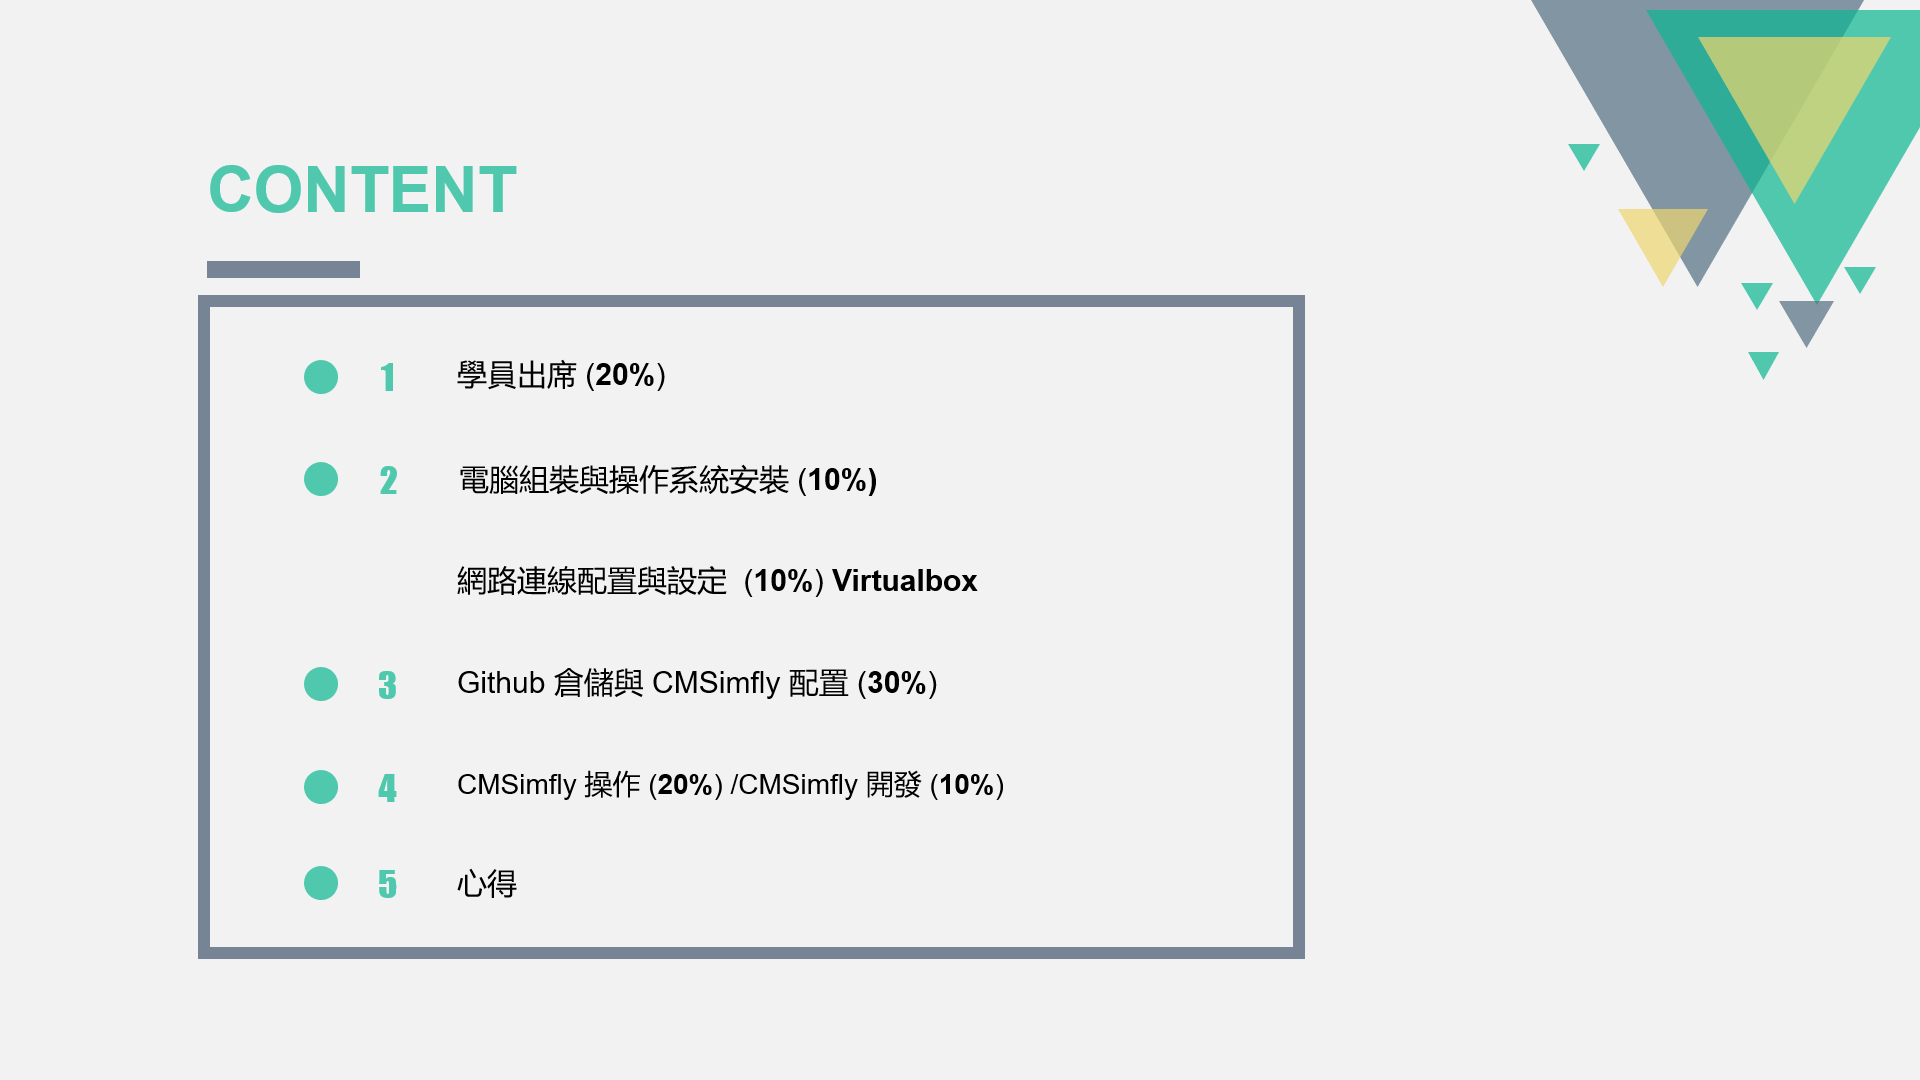 CONTENT
1 學員出席 (20%)
2 電腦組裝與操作系統安裝 (10%)
網路連線配置與設定 (10%) Virtualbox
3 Github 倉儲與 CMSimfly 配置 (30%)
4 CMSimfly 操作 (20%) /CMSimfly 開發 (10%)
5 心得